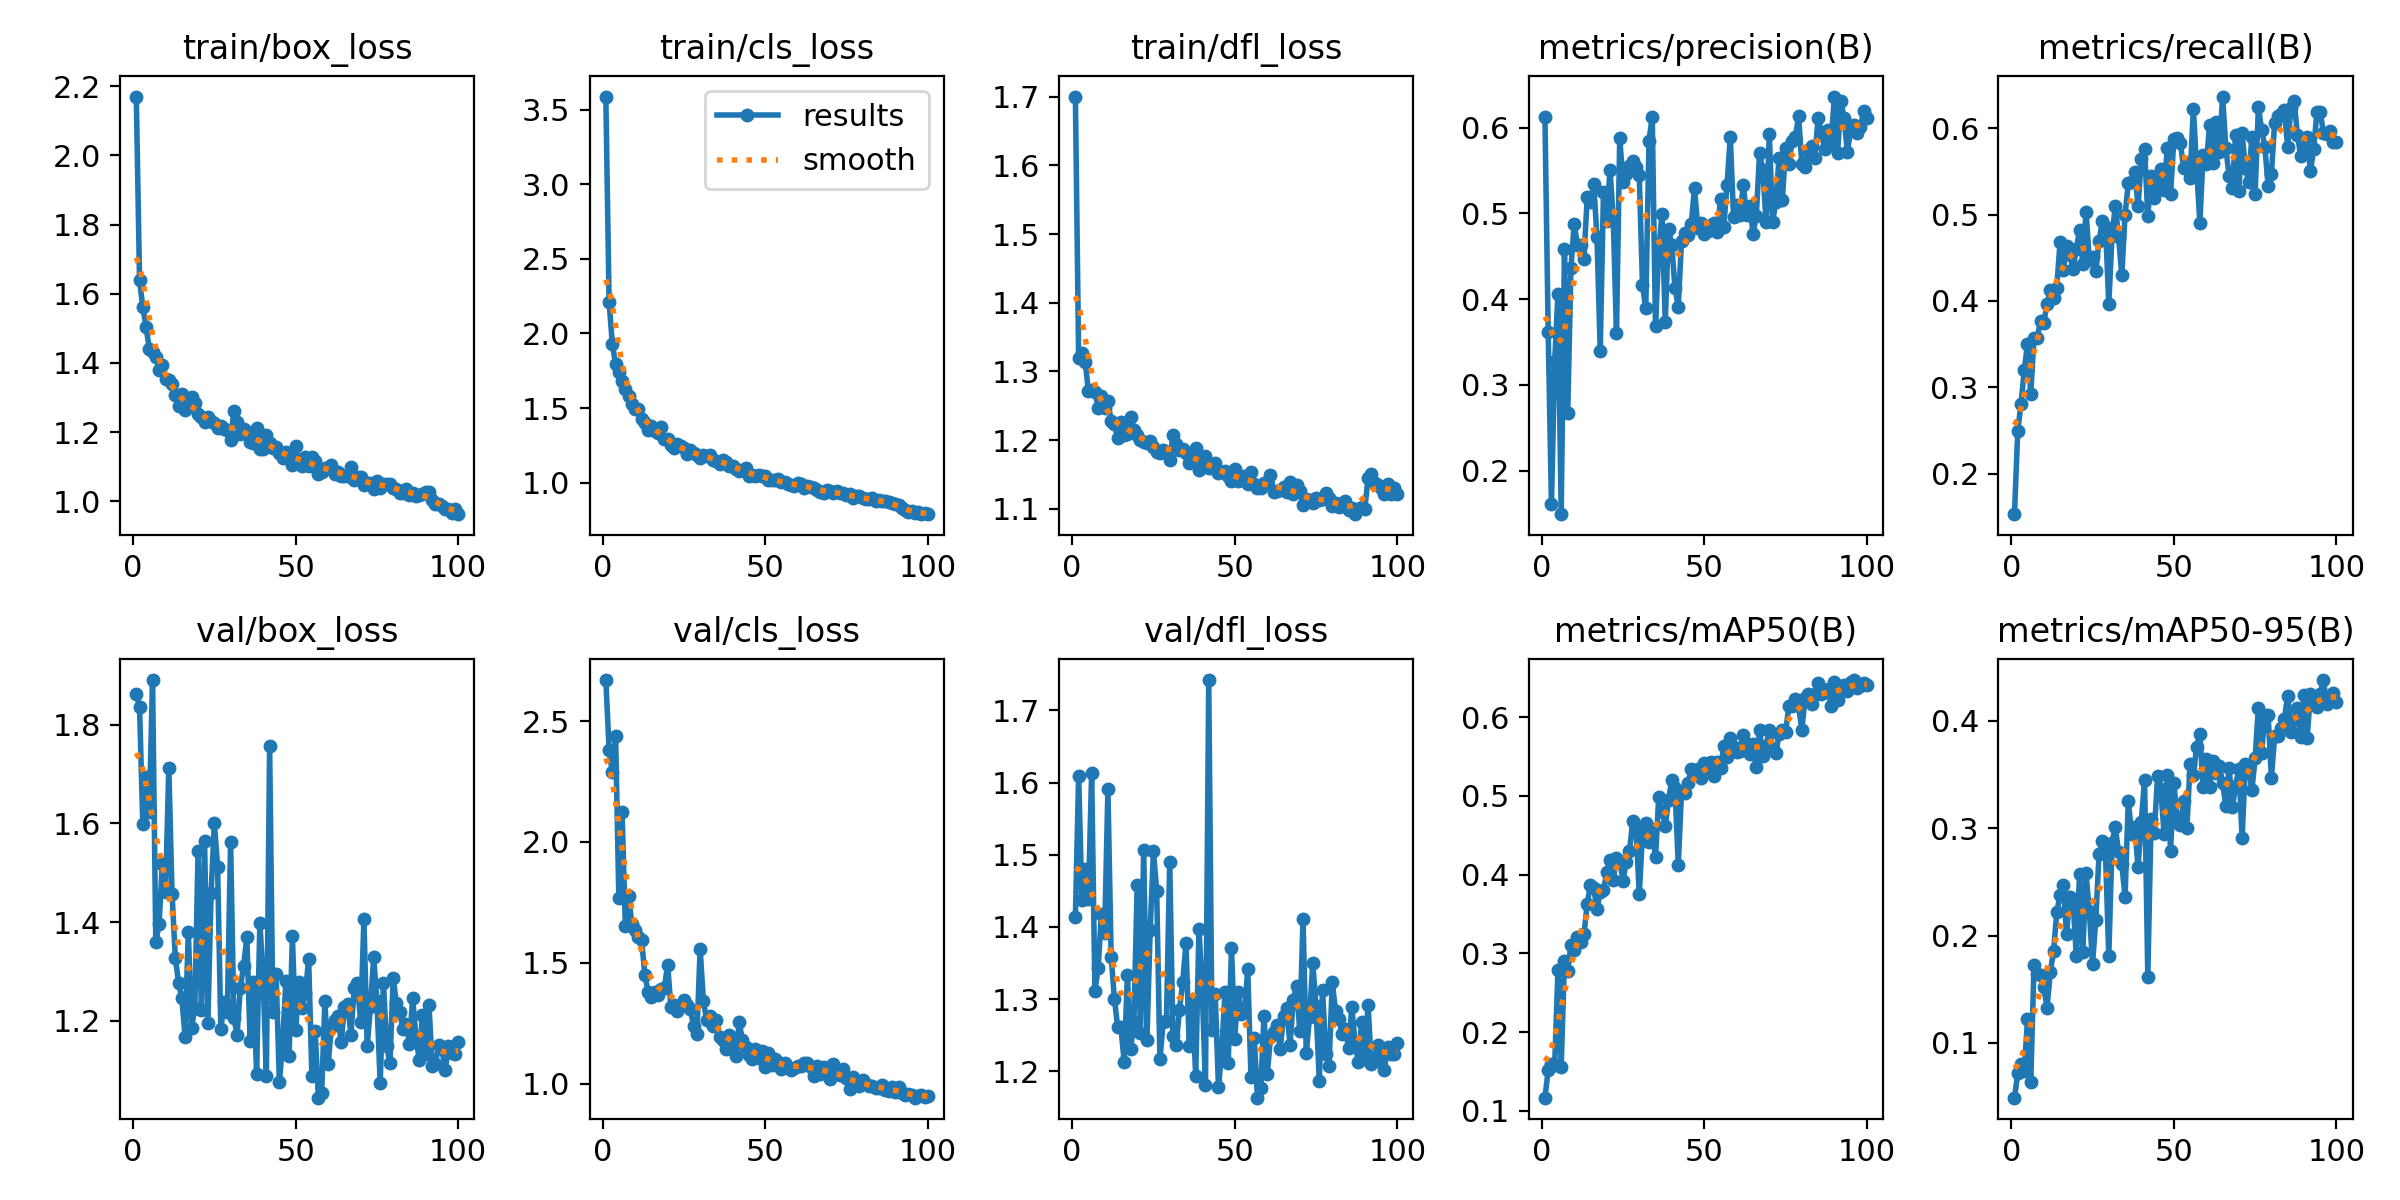 train/box_loss
2.2
2.0
1.8
1.6
1.4
1.2
1.0
0 50 100
train/cls_loss
results
smooth
3.5
3.0
2.5
2.0
1.5
1.0
0 50 100
train/dfl_loss
1.7
1.6
1.5
1.4
1.3
1.2
1.1
0 50 100
metrics/precision(B)
0.6
0.5
0.4
0.3
0.2
0 50 100
metrics/recall(B)
0.6
0.5
0.4
0.3
0.2
0 50 100
val/box_loss
1.8
1.6
1.4
1.2
0 50 100
val/cls_loss
2.5
2.0
1.5
1.0
0 50 100
val/dfl_loss
1.7
1.6
1.5
1.4
1.3
1.2
0 50 100
metrics/mAP50(B)
0.6
0.5
0.4
0.3
0.2
0.1
0 50 100
metrics/mAP50-95(B)
0.4
0.3
0.2
0.1
0 50 100